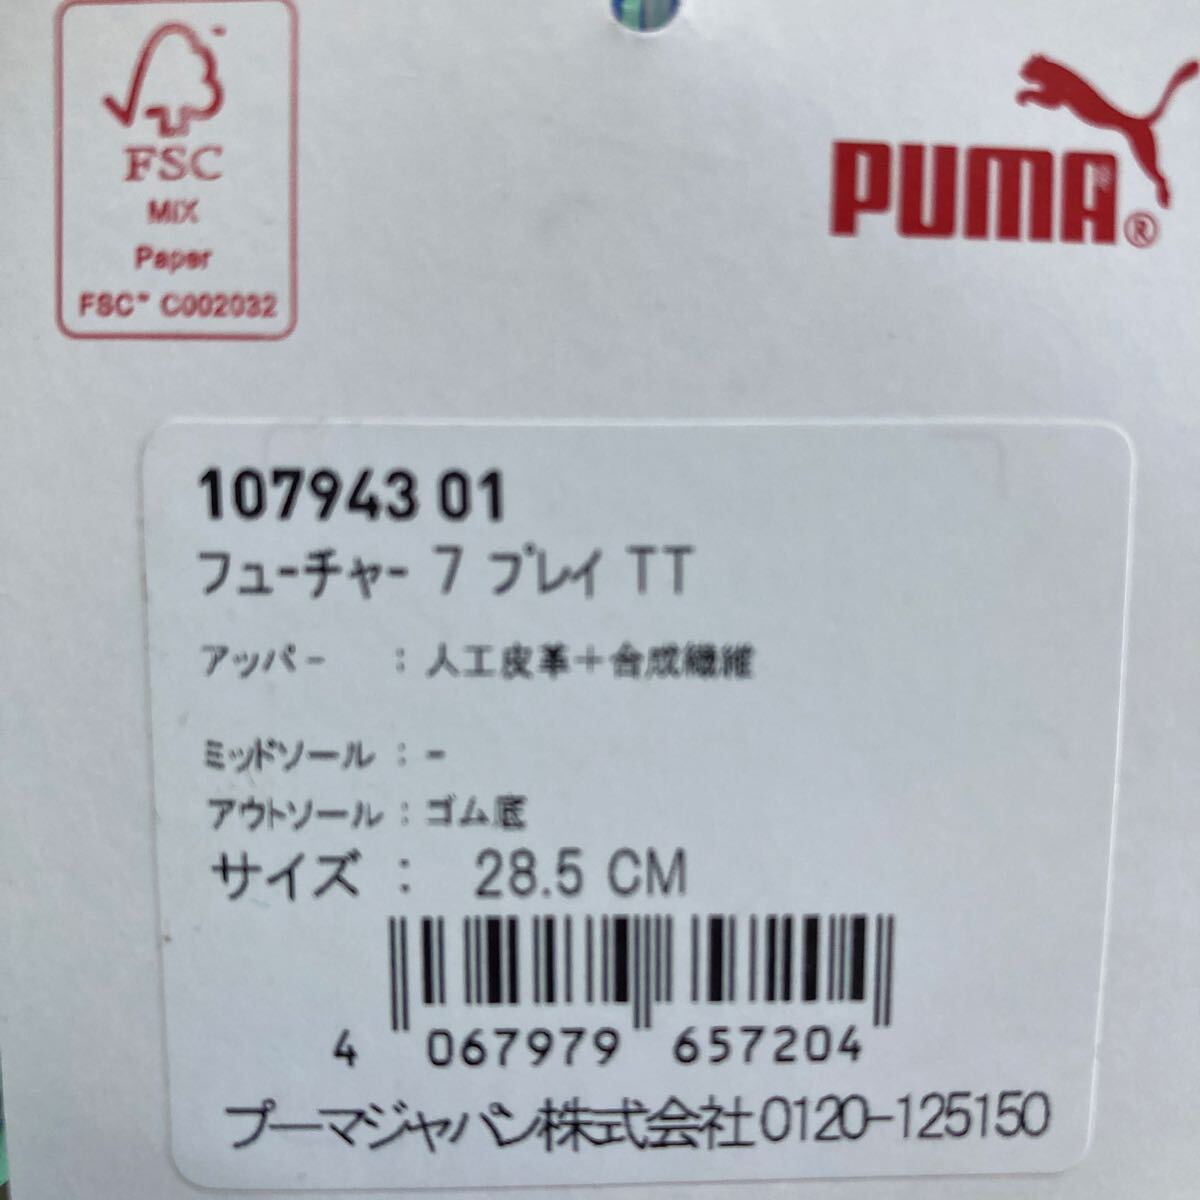 FSC
MIX
Paper
FSC™ C002032
PUMA®
107943 01
フューチャー 7 プレイ TT
アッパー : 人工皮革+合成繊維
ミッドソール : -
アウトソール : ゴム底
サイズ : 28.5 CM
4 067979 657204
プーマジャパン株式会社0120-125150